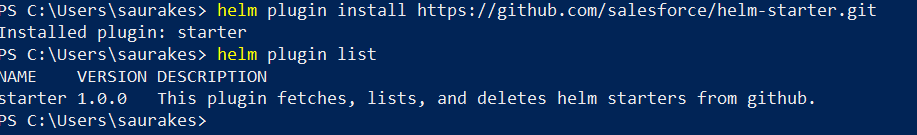 PS C:\Users\saurakes> helm plugin install https://github.com/salesforce/helm-starter.git
Installed plugin: starter
PS C:\Users\saurakes> helm plugin list
NAME    VERSION DESCRIPTION
starter 1.0.0   This plugin fetches, lists, and deletes helm starters from github.
PS C:\Users\saurakes>